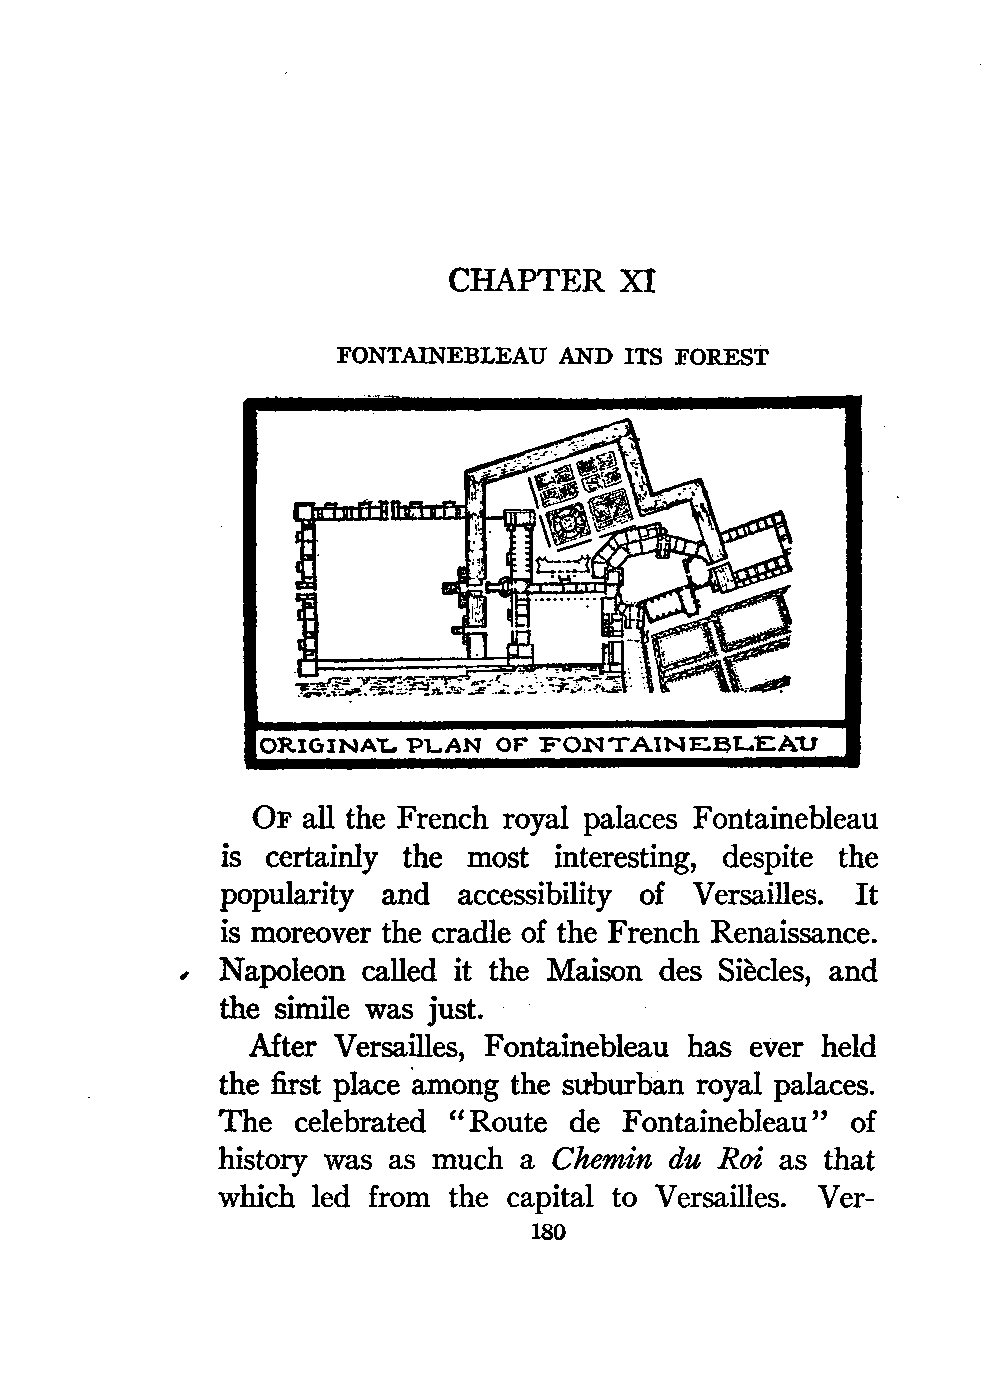 CHAPTER XI
FONTAINEBLEAU AND ITS FOREST
ORIGINAL PLAN OF FONTAINEBLEAU
OF all the French royal palaces Fontainebleau
is certainly the most interesting, despite the
popularity and accessibility of Versailles. It
is moreover the cradle of the French Renaissance.
Napoleon called it the Maison des Siècles, and
the simile was just.
After Versailles, Fontainebleau has ever held
the first place among the suburban royal palaces.
The celebrated “Route de Fontainebleau” of
history was as much a Chemin du Roi as that
which led from the capital to Versailles. Ver-
180